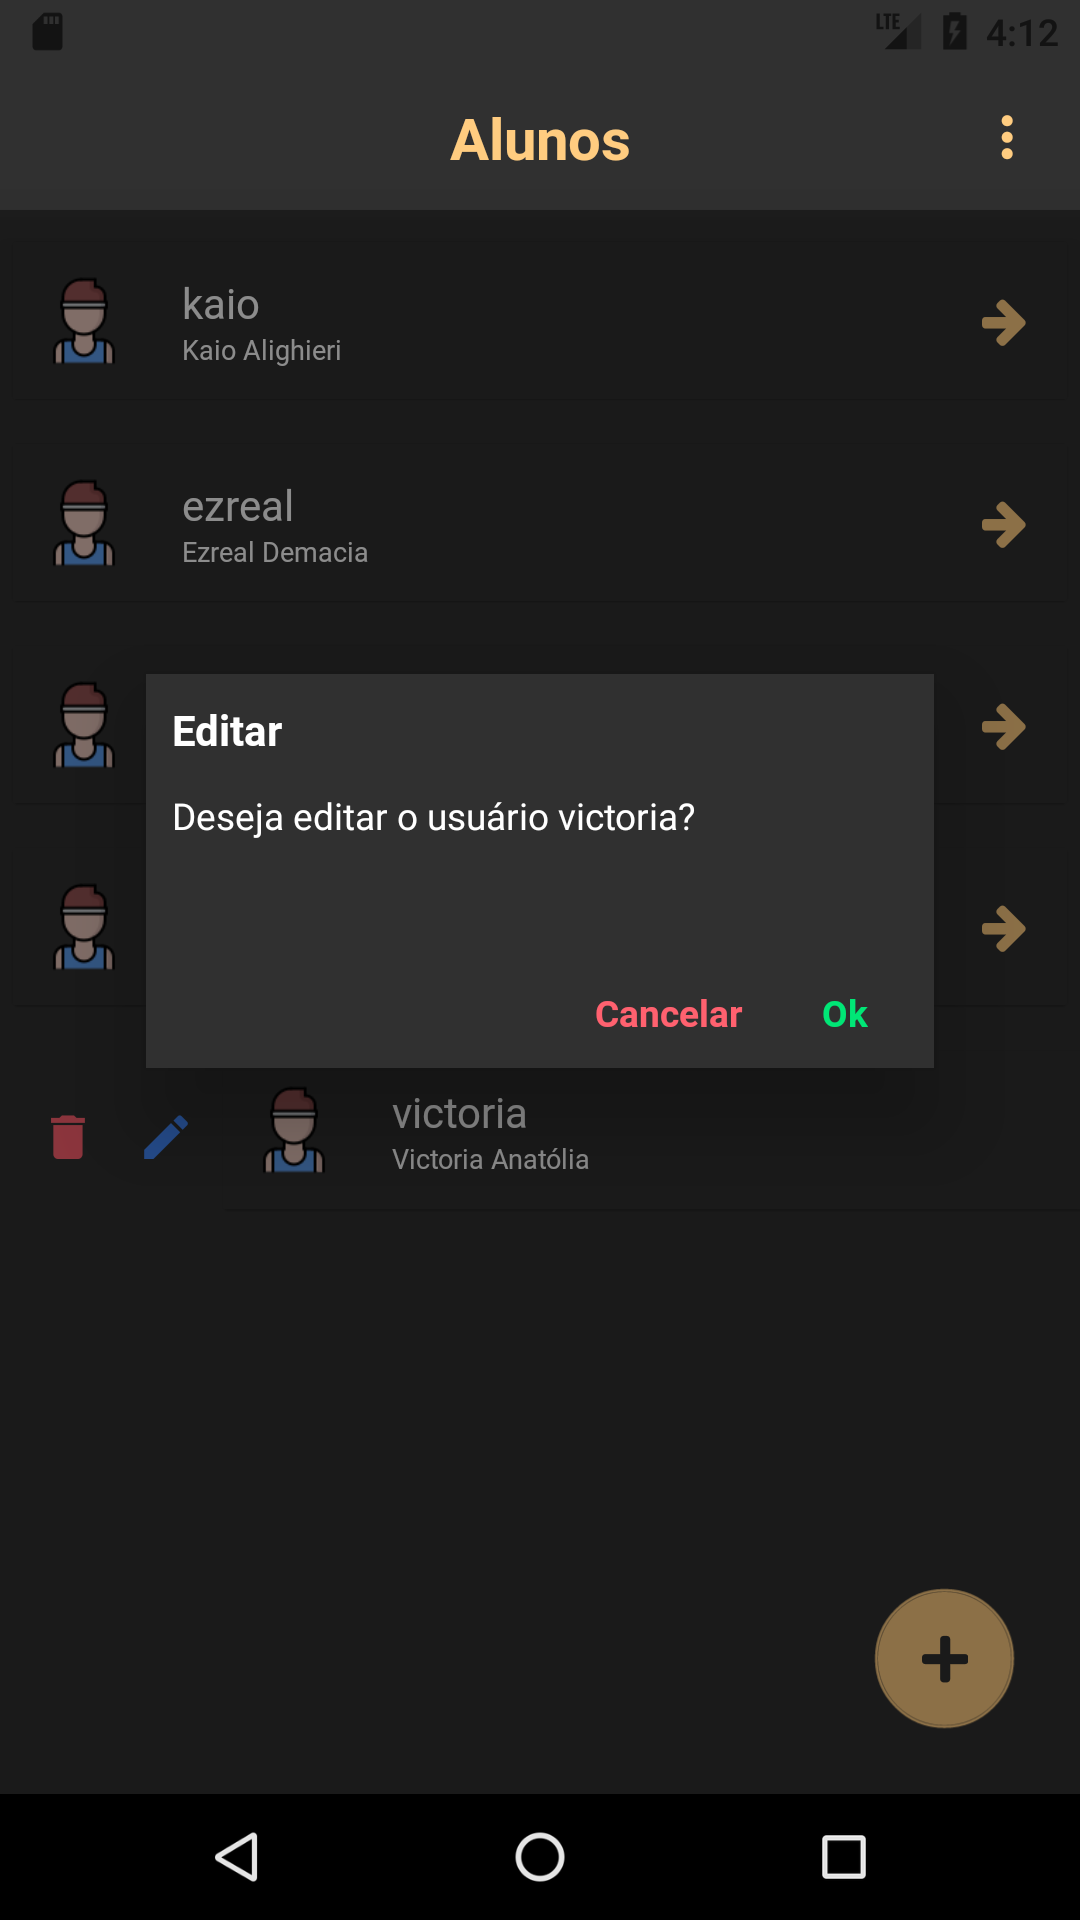 LTE 4:12
Alunos
kaio
Kaio Alighieri
ezreal
Ezreal Demacia
Editar
Deseja editar o usuário victoria?
Cancelar Ok
victoria
Victoria Anatólia